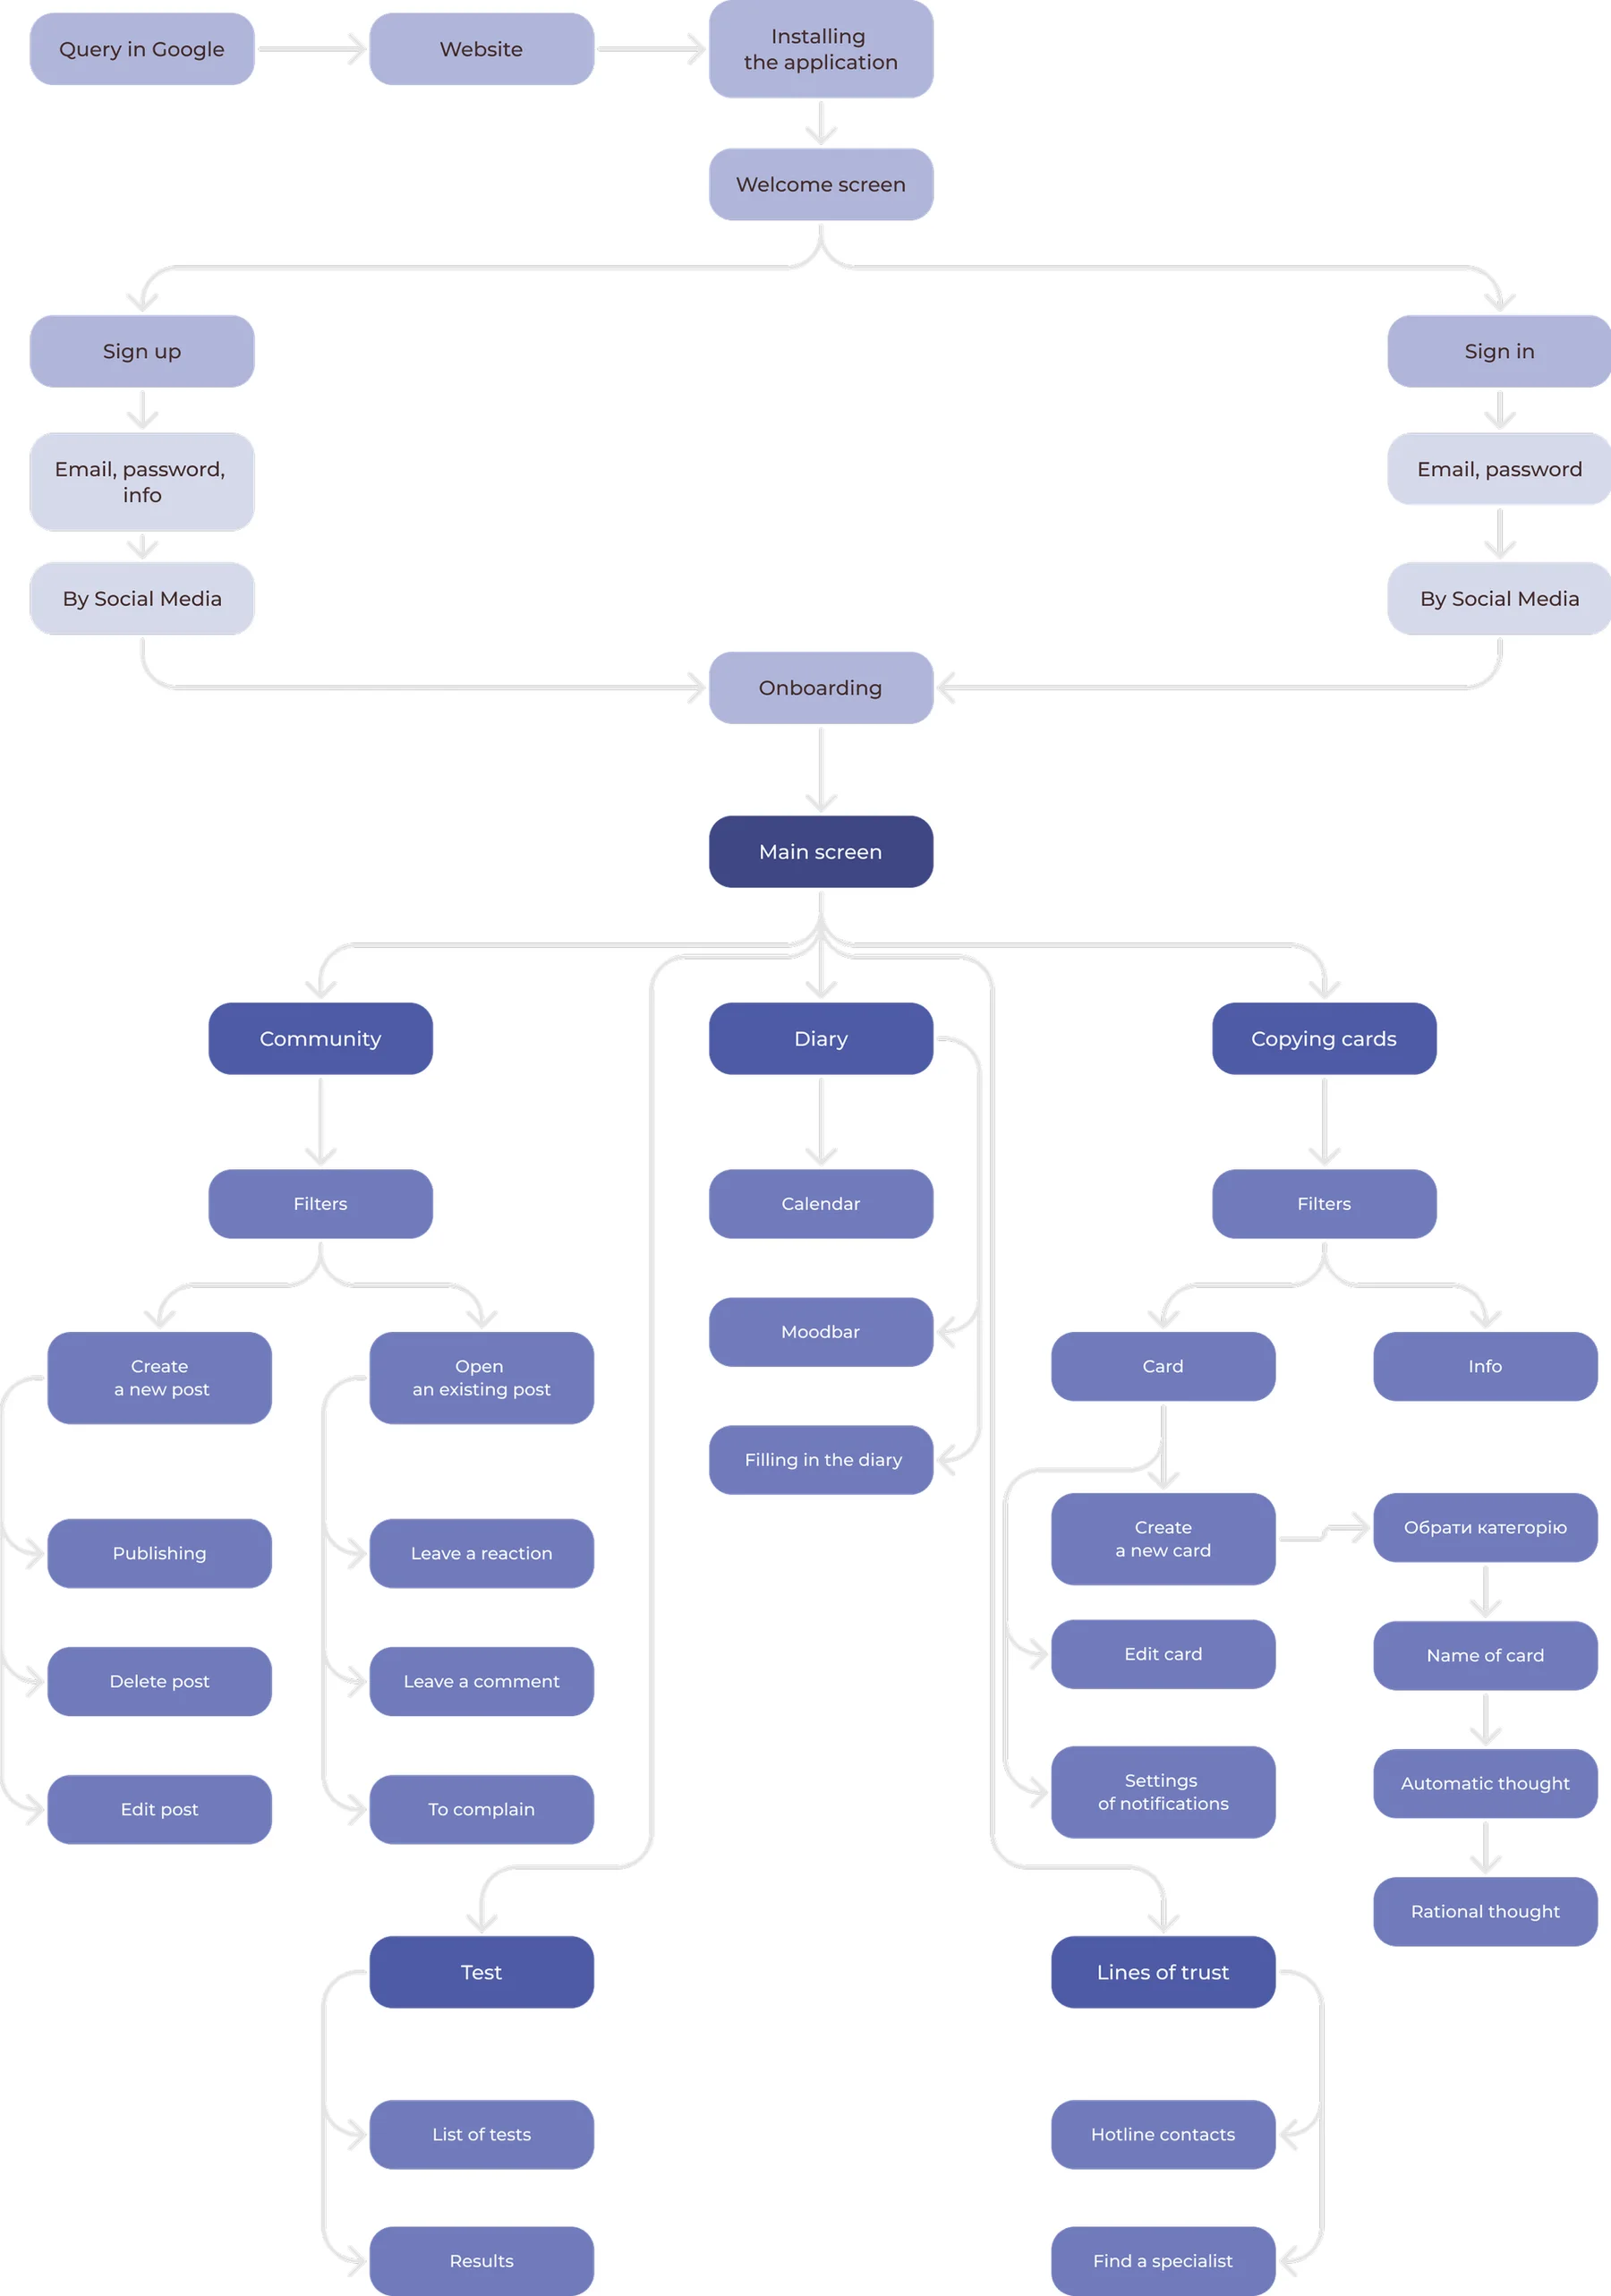 Query in Google
Website
Installing
the application
Welcome screen
Sign up
Sign in
Email, password,
info
Email, password
By Social Media
By Social Media
Onboarding
Main screen
Community
Diary
Copying cards
Filters
Calendar
Filters
Create
a new post
Open
an existing post
Moodbar
Card
Info
Filling in the diary
Publishing
Leave a reaction
Create
a new card
Обрати категорію
Delete post
Leave a comment
Edit card
Name of card
Edit post
To complain
Settings
of notifications
Automatic thought
Rational thought
Test
Lines of trust
List of tests
Hotline contacts
Results
Find a specialist